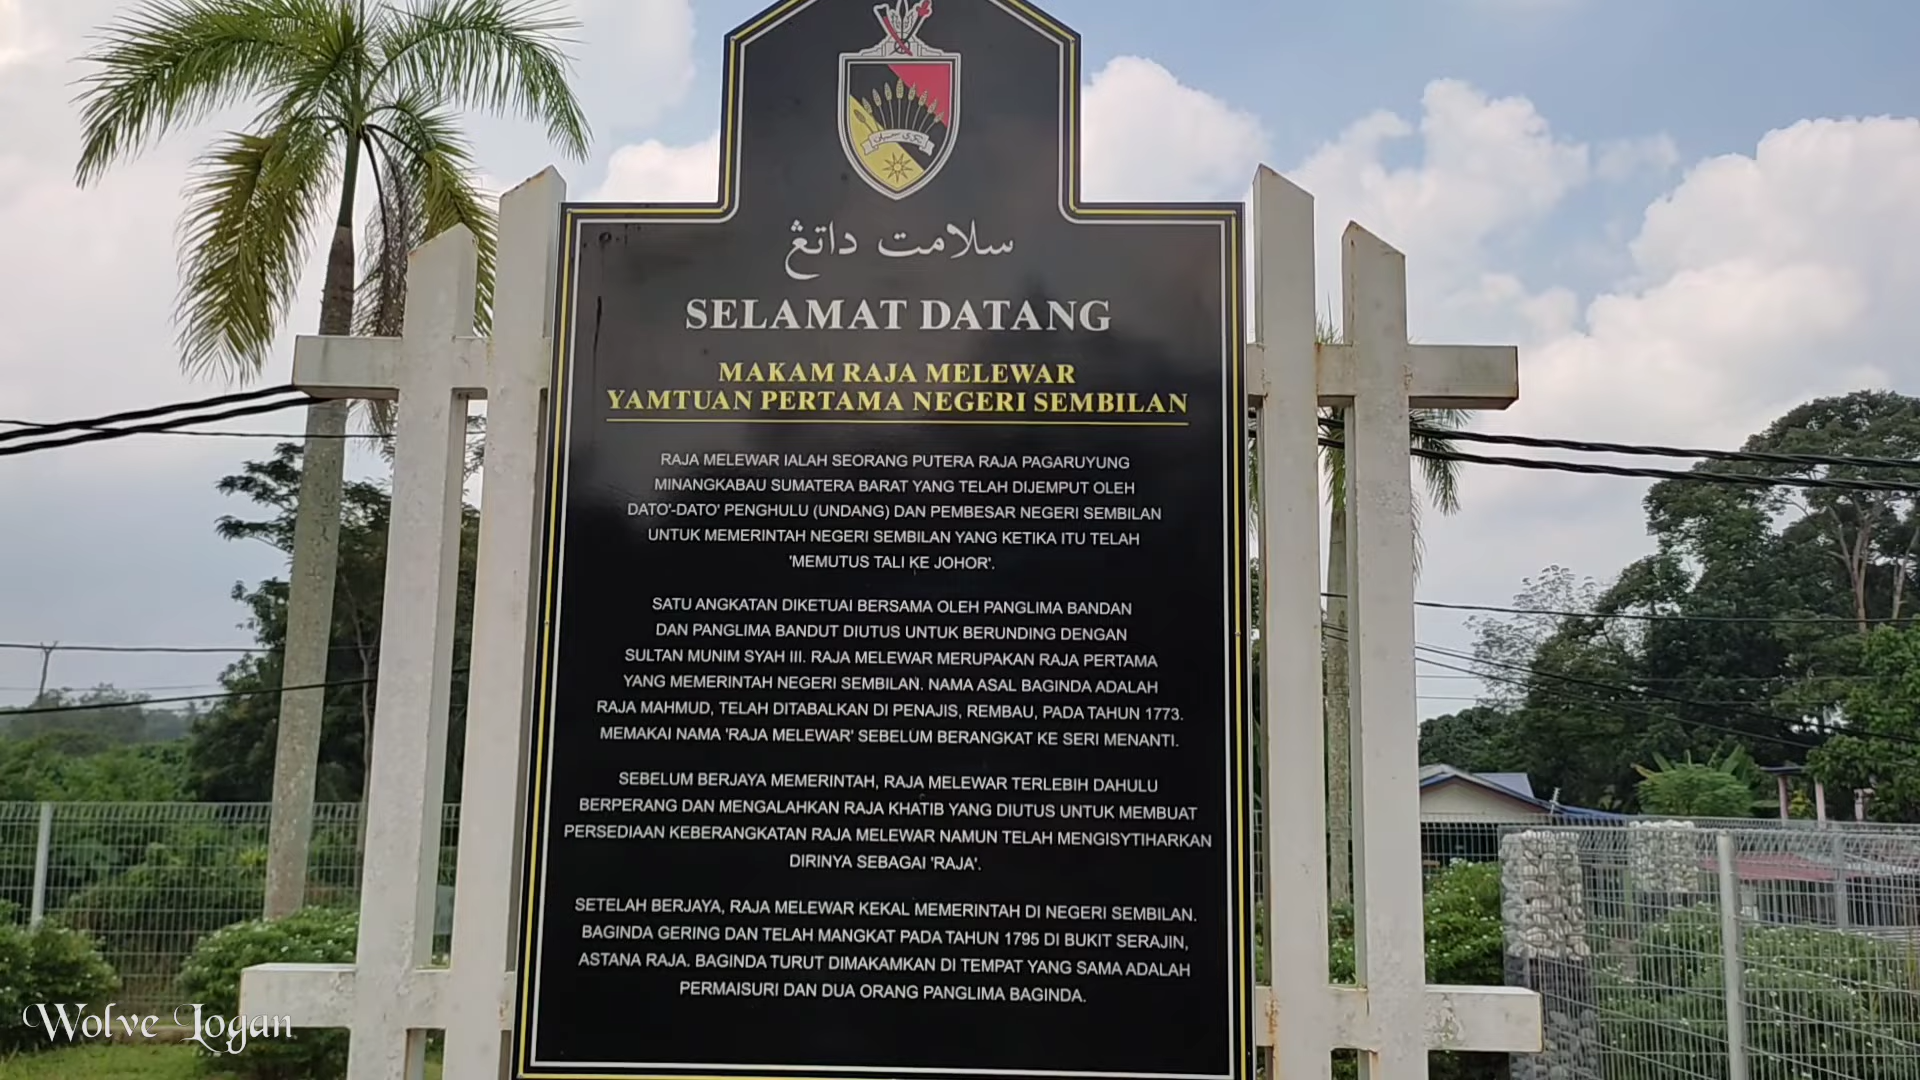 سلامت داتڠ
SELAMAT DATANG
MAKAM RAJA MELEWAR
YAMTUAN PERTAMA NEGERI SEMBILAN
RAJA MELEWAR IALAH SEORANG PUTERA RAJA PAGARUYUNG
MINANGKABAU SUMATERA BARAT YANG TELAH DIJEMPUT OLEH
DATO'-DATO' PENGHULU (UNDANG) DAN PEMBESAR NEGERI SEMBILAN
UNTUK MEMERINTAH NEGERI SEMBILAN YANG KETIKA ITU TELAH
'MEMUTUS TALI KE JOHOR'.
SATU ANGKATAN DIKETUAI BERSAMA OLEH PANGLIMA BANDAN
DAN PANGLIMA BANDUT DIUTUS UNTUK BERUNDING DENGAN
SULTAN MUNIM SYAH III. RAJA MELEWAR MERUPAKAN RAJA PERTAMA
YANG MEMERINTAH NEGERI SEMBILAN. NAMA ASAL BAGINDA ADALAH
RAJA MAHMUD, TELAH DITABALKAN DI PENAJIS, REMBAU, PADA TAHUN 1773.
MEMAKAI NAMA 'RAJA MELEWAR' SEBELUM BERANGKAT KE SERI MENANTI.
SEBELUM BERJAYA MEMERINTAH, RAJA MELEWAR TERLEBIH DAHULU
BERPERANG DAN MENGALAHKAN RAJA KHATIB YANG DIUTUS UNTUK MEMBUAT
PERSEDIAAN KEBERANGKATAN RAJA MELEWAR NAMUN TELAH MENGISYTIHARKAN
DIRINYA SEBAGAI 'RAJA'.
SETELAH BERJAYA, RAJA MELEWAR KEKAL MEMERINTAH DI NEGERI SEMBILAN.
BAGINDA GERING DAN TELAH MANGKAT PADA TAHUN 1795 DI BUKIT SERAJIN,
ASTANA RAJA. BAGINDA TURUT DIMAKAMKAN DI TEMPAT YANG SAMA ADALAH
PERMAISURI DAN DUA ORANG PANGLIMA BAGINDA.
Wolve Logan